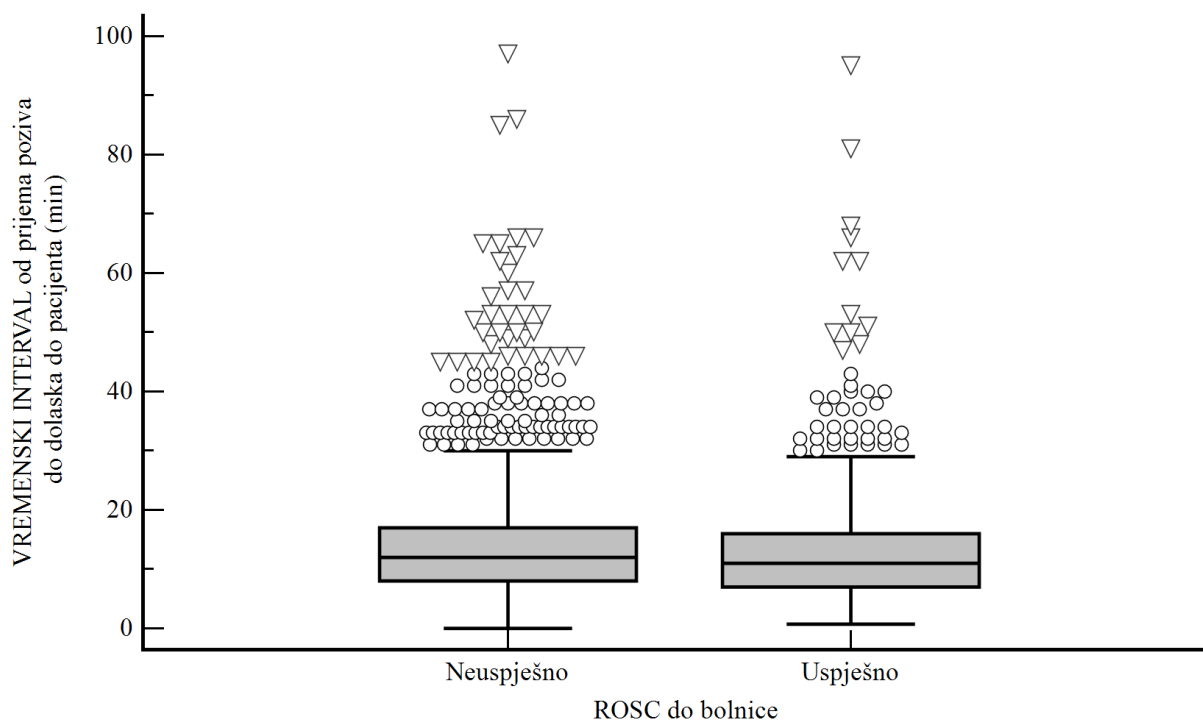 VREMENSKI INTERVAL od prijema poziva
do dolaska do pacijenta (min)
100
80
60
40
20
0
Neuspješno
Uspješno
ROSC do bolnice